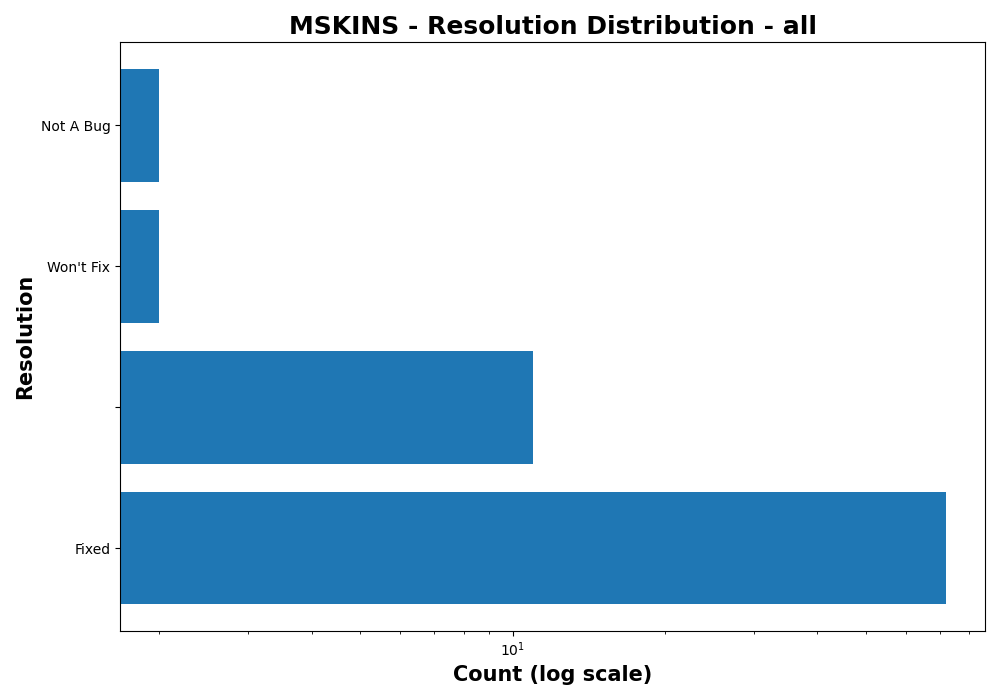 MSKINS - Resolution Distribution - all
Not A Bug
Won't Fix
Fixed
Resolution
10¹
Count (log scale)